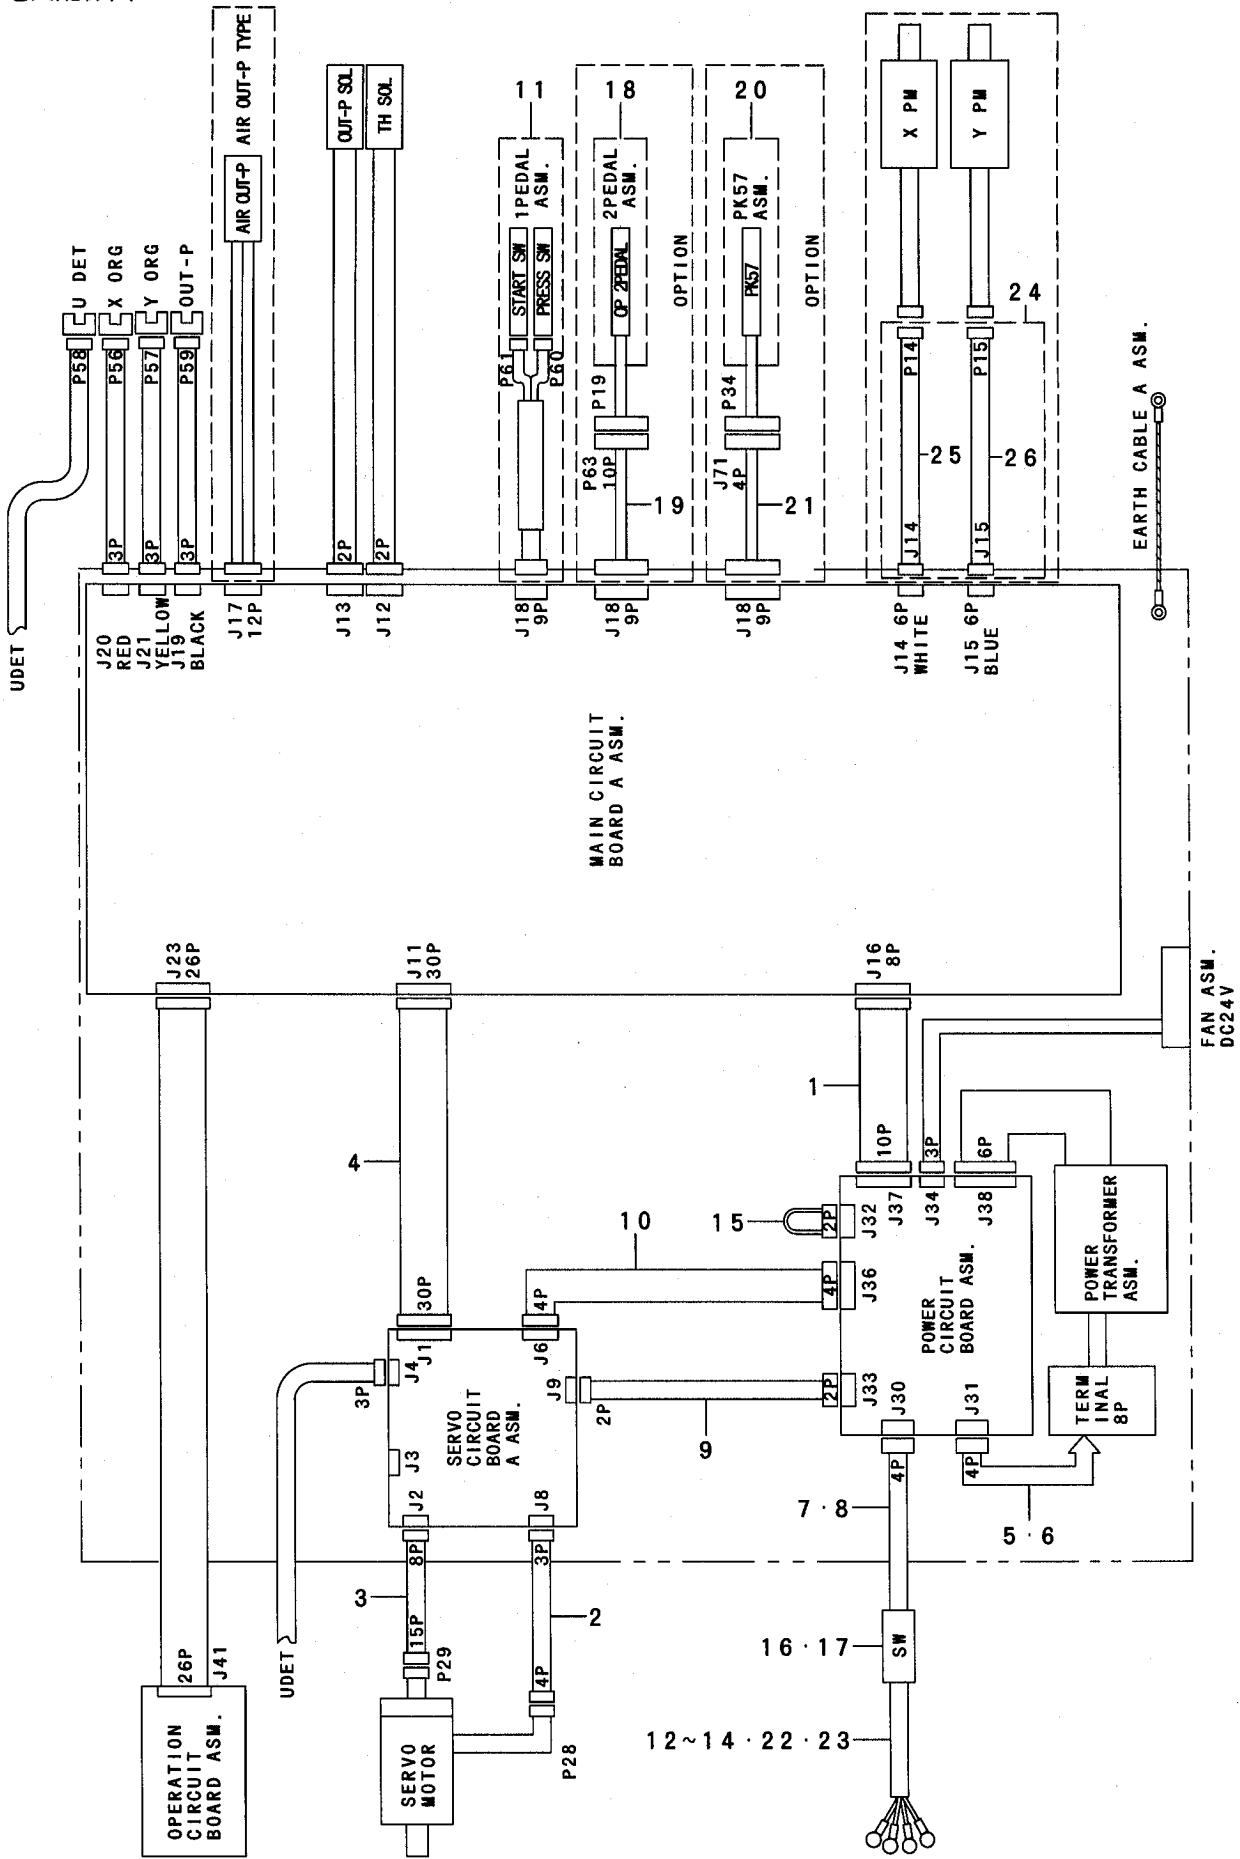 UDET
U DET
P58
X ORG
P56
3P
J20
RED
Y ORG
P57
3P
J21
YELLOW
OUT-P
P59
3P
J19
BLACK
AIR OUT-P TYPE
AIR OUT-P
J17
12P
OUT-P SOL
2P
J13
TH SOL
2P
J12
11
1PEDAL
ASM.
START SW
PRESS SW
P61
P60
J18
9P
18
2PEDAL
ASM.
OP 2PEDAL
P19
P63
10P
19
J18
9P
OPTION
20
PK57
ASM.
PK57
P34
J71
4P
21
J18
9P
OPTION
X PM
Y PM
24
P14
25
J14
P15
26
J15
J14 6P
WHITE
J15 6P
BLUE
EARTH CABLE A ASM.
MAIN CIRCUIT
BOARD A ASM.
J23
26P
J11
30P
J16
8P
FAN ASM.
DC24V
4
30P
J1
1
10P
J37
3P
J34
6P
J38
15
2P
J32
10
4P
J6
4P
J36
J4
3P
J3
J9
2P
9
2P
J33
SERVO
CIRCUIT
BOARD
A ASM.
J2
8P
3
15P
P29
J8
3P
2
4P
P28
SERVO
MOTOR
UDET
26P
J41
OPERATION
CIRCUIT
BOARD ASM.
POWER
CIRCUIT
BOARD ASM.
POWER
TRANSFORMER
ASM.
TERM
INAL
8P
J30
4P
7·8
J31
4P
5·6
16·17
SW
12~14·22·23